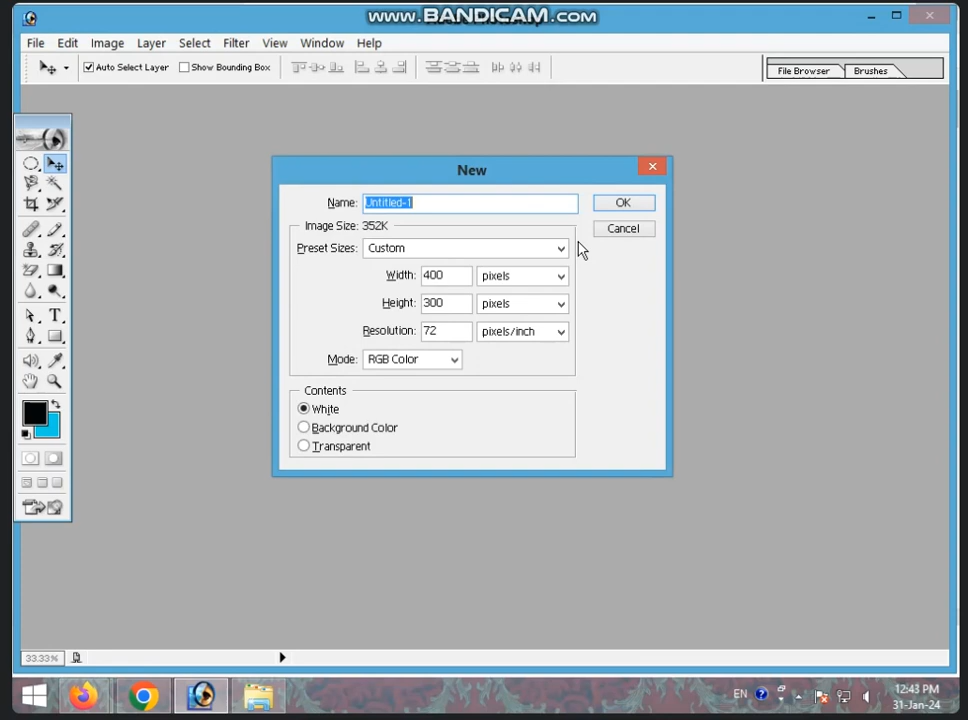 www.BANDICAM.com
File Edit Image Layer Select Filter View Window Help
Auto Select Layer Show Bounding Box File Browser Brushes
New
Name: Untitled-1 OK
Image Size: 352K Cancel
Preset Sizes: Custom
Width: 400 pixels
Height: 300 pixels
Resolution: 72 pixels/inch
Mode: RGB Color
Contents
White
Background Color
Transparent
33.33%
EN 12:43 PM
31-Jan-24